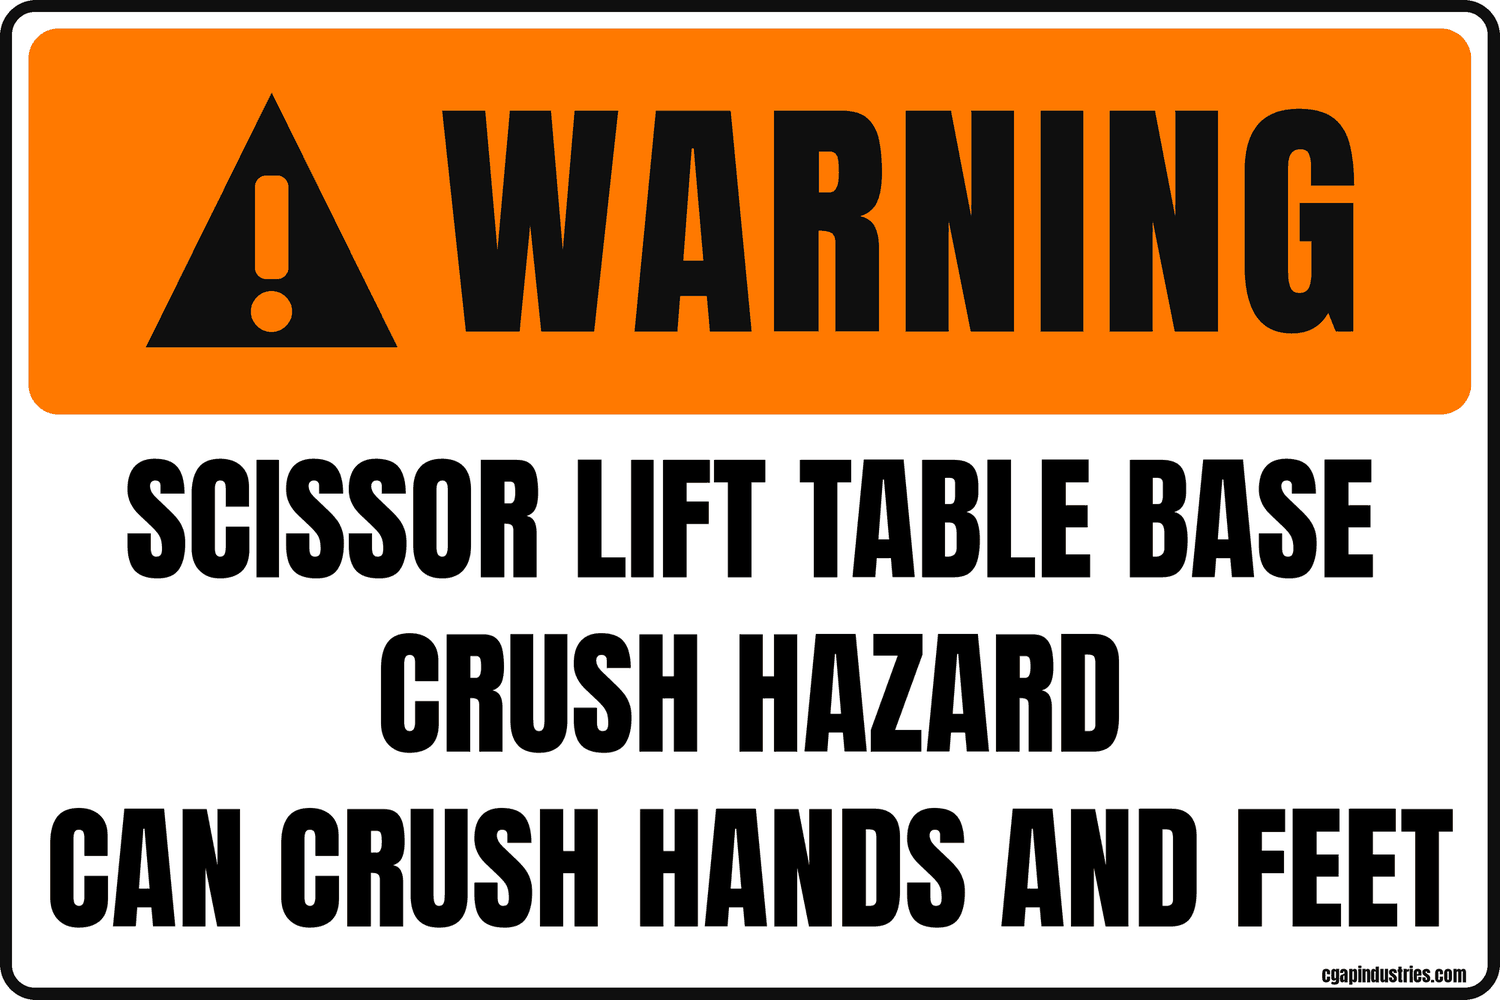 WARNING
SCISSOR LIFT TABLE BASE
CRUSH HAZARD
CAN CRUSH HANDS AND FEET
cgapindustries.com